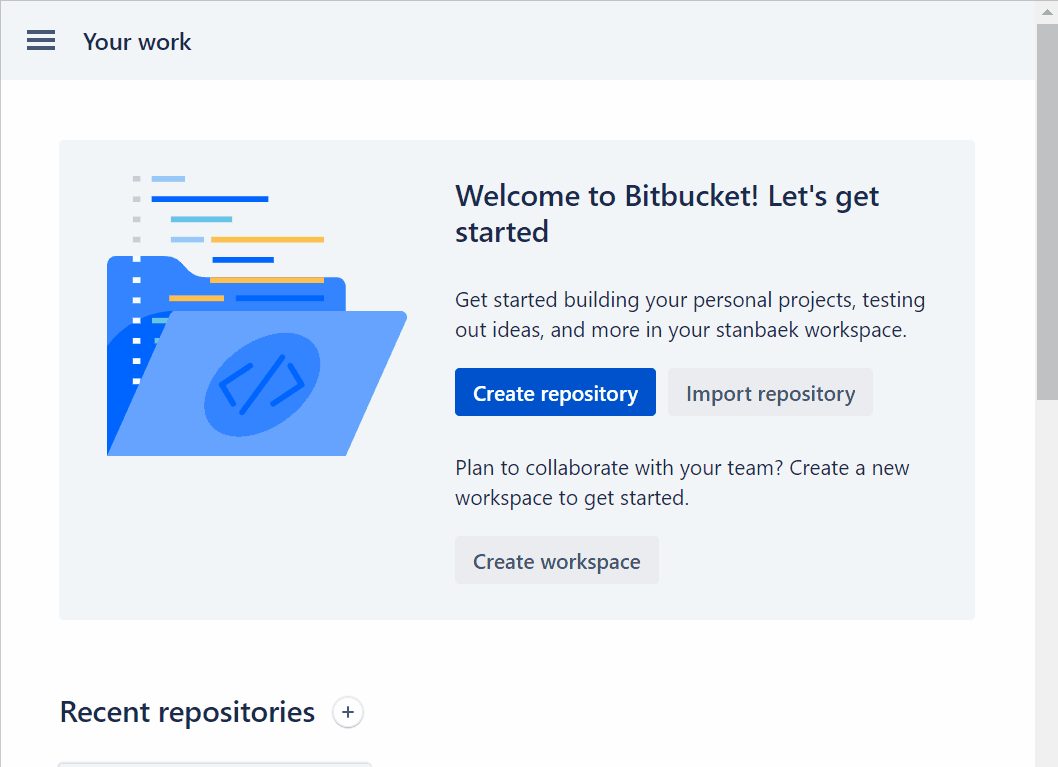 Your work
Welcome to Bitbucket! Let's get
started
Get started building your personal projects, testing
out ideas, and more in your stanbaek workspace.
Create repository
Import repository
Plan to collaborate with your team? Create a new
workspace to get started.
Create workspace
Recent repositories